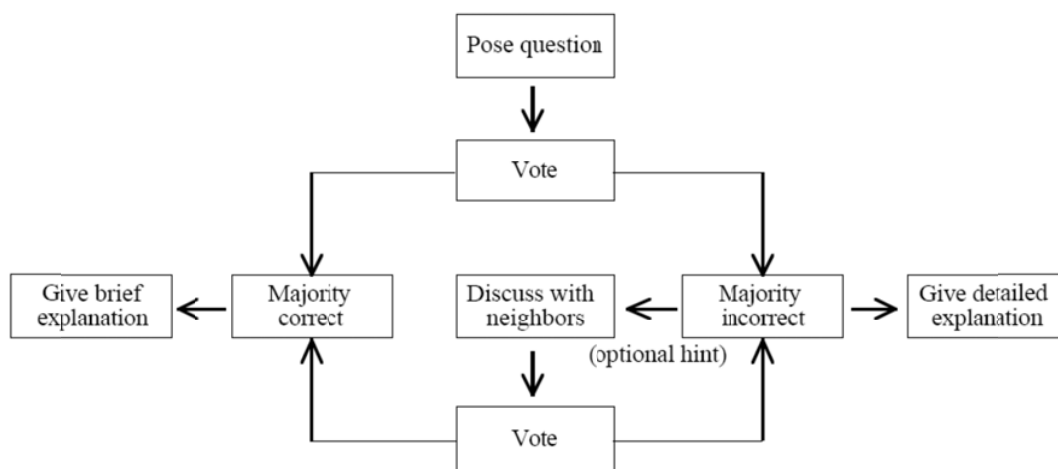 Pose question
Vote
Give brief
explanation
Majority
correct
Discuss with
neighbors
Majority
incorrect
Give detailed
explanation
(optional hint)
Vote